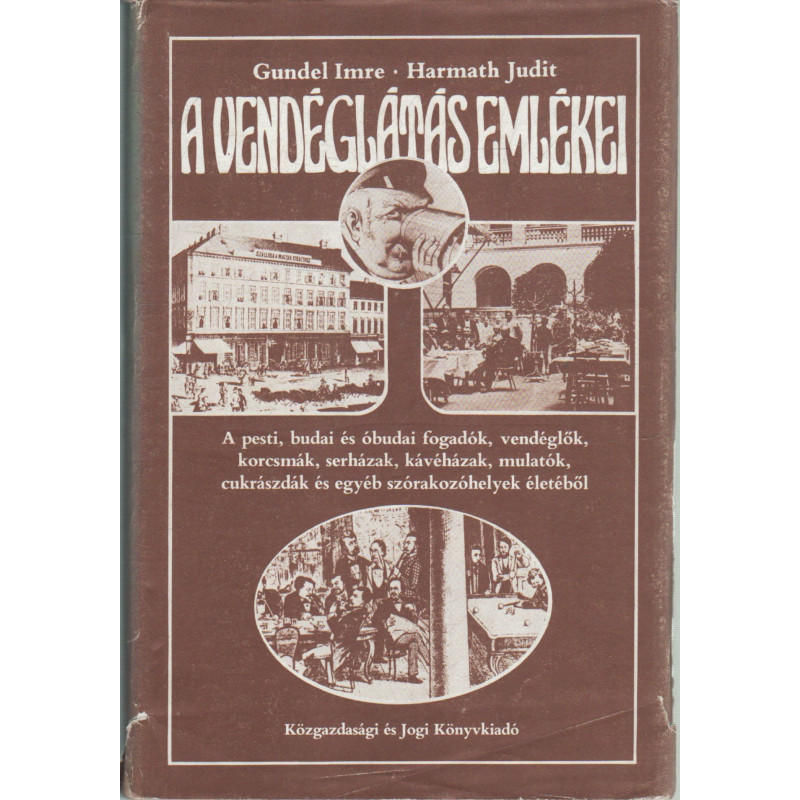 Gundel Imre · Harmath Judit
A VENDÉGLÁTÁS EMLÉKEI
A pesti, budai és óbudai fogadók, vendéglők,
korcsmák, serházak, kávéházak, mulatók,
cukrászdák és egyéb szórakozóhelyek életéből
Közgazdasági és Jogi Könyvkiadó